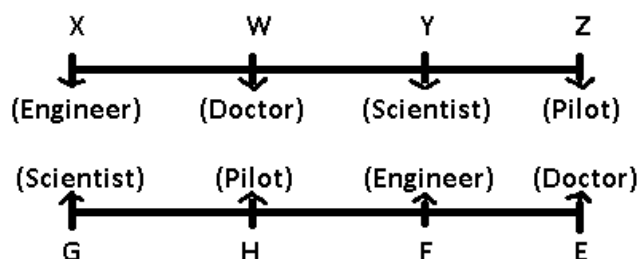 X W Y Z
(Engineer) (Doctor) (Scientist) (Pilot)
(Scientist) (Pilot) (Engineer) (Doctor)
G H F E